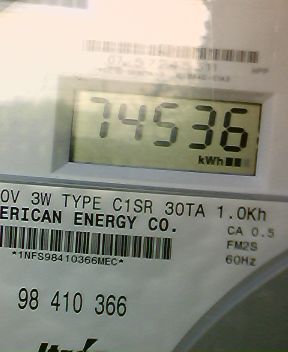 74536
kWh
0V 3W TYPE C1SR 30TA 1.0Kh
ERICAN ENERGY CO.
CA 0.5
FM2S
*1NFS98410366MEC*
60Hz
98 410 366